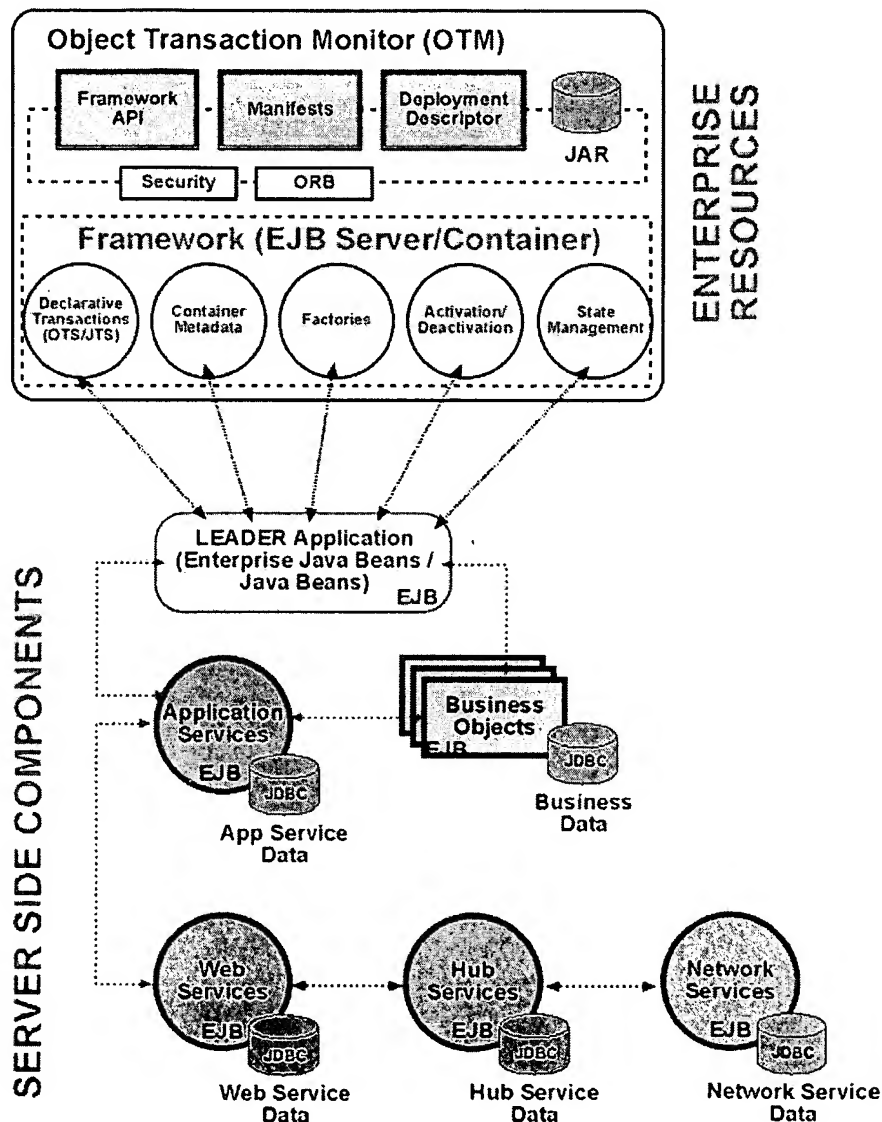 Object Transaction Monitor (OTM)
Framework
API
Manifests
Deployment
Descriptor
JAR
Security
ORB
Framework (EJB Server/Container)
Declarative
Transactions
(OTS/JTS)
Container
Metadata
Factories
Activation/
Deactivation
State
Management
ENTERPRISE
RESOURCES
LEADER Application
(Enterprise Java Beans /
Java Beans)
EJB
SERVER SIDE COMPONENTS
Application
Services
EJB
JDBC
App Service
Data
Business
Objects
EJB
JDBC
Business
Data
Web
Services
EJB
JDBC
Web Service
Data
Hub
Services
EJB
JDBC
Hub Service
Data
Network
Services
EJB
JDBC
Network Service
Data